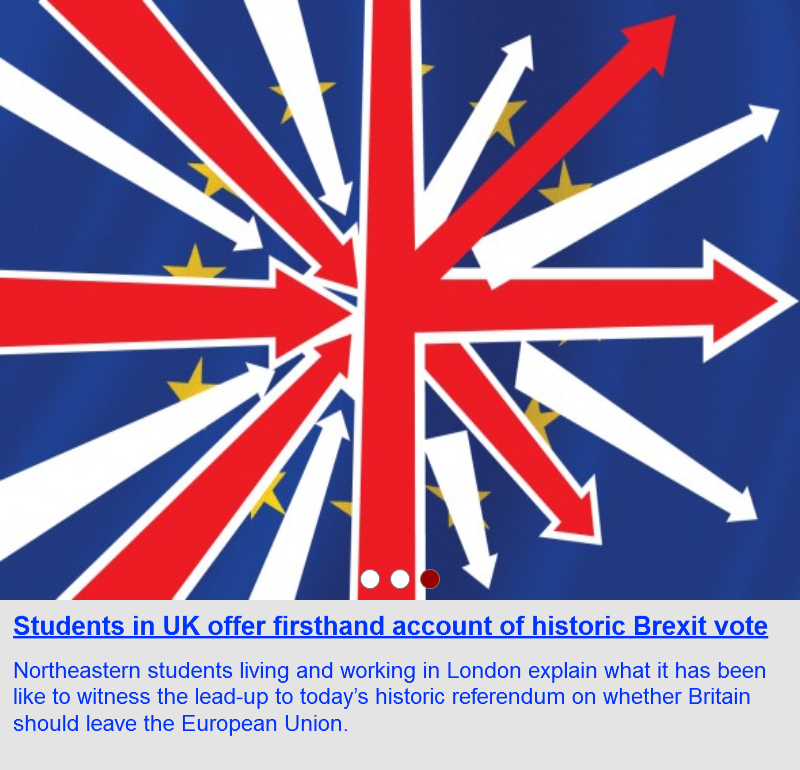 Students in UK offer firsthand account of historic Brexit vote
Northeastern students living and working in London explain what it has been
like to witness the lead-up to today’s historic referendum on whether Britain
should leave the European Union.